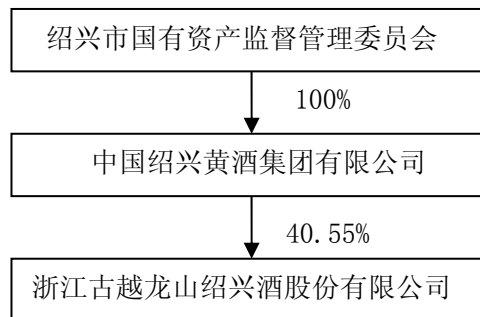 绍兴市国有资产监督管理委员会
100%
中国绍兴黄酒集团有限公司
40.55%
浙江古越龙山绍兴酒股份有限公司